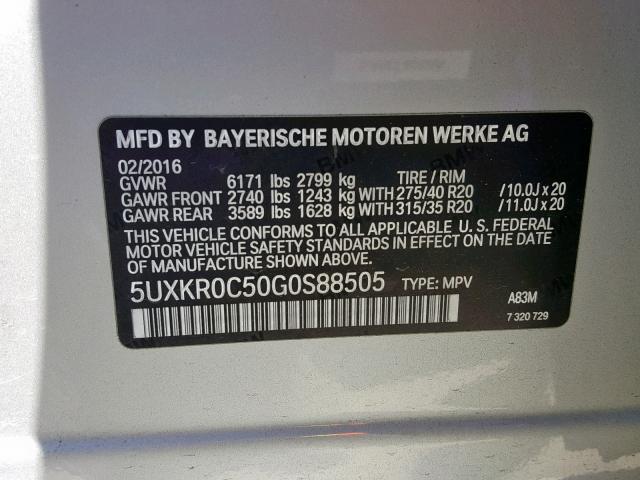 MFD BY BAYERISCHE MOTOREN WERKE AG
02/2016
GVWR 6171 lbs 2799 kg TIRE / RIM
GAWR FRONT 2740 lbs 1243 kg WITH 275/40 R20 /10.0J x 20
GAWR REAR 3589 lbs 1628 kg WITH 315/35 R20 /11.0J x 20
THIS VEHICLE CONFORMS TO ALL APPLICABLE U. S. FEDERAL
MOTOR VEHICLE SAFETY STANDARDS IN EFFECT ON THE DATE
OF MANUFACTURE SHOWN ABOVE.
5UXKR0C50G0S88505 TYPE: MPV
A83M
7 320 729